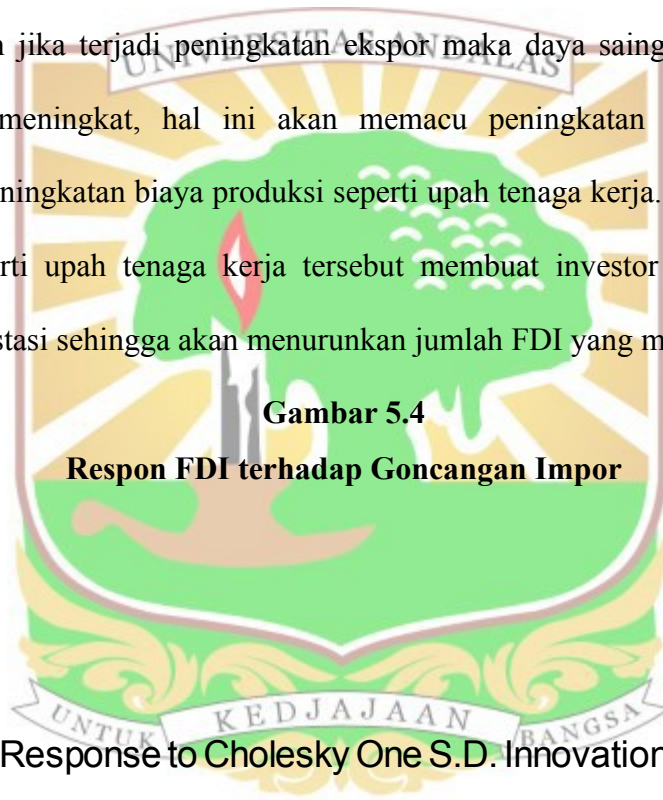 jika terjadi peningkatan ekspor maka daya saing
UNIVERSITAS ANDALAS
meningkat, hal ini akan memacu peningkatan
ningkatan biaya produksi seperti upah tenaga kerja.
rti upah tenaga kerja tersebut membuat investor
stasi sehingga akan menurunkan jumlah FDI yang m
Gambar 5.4
Respon FDI terhadap Goncangan Impor
UNTUK KEDJAJAAN BANGSA
Response to Cholesky One S.D. Innovation